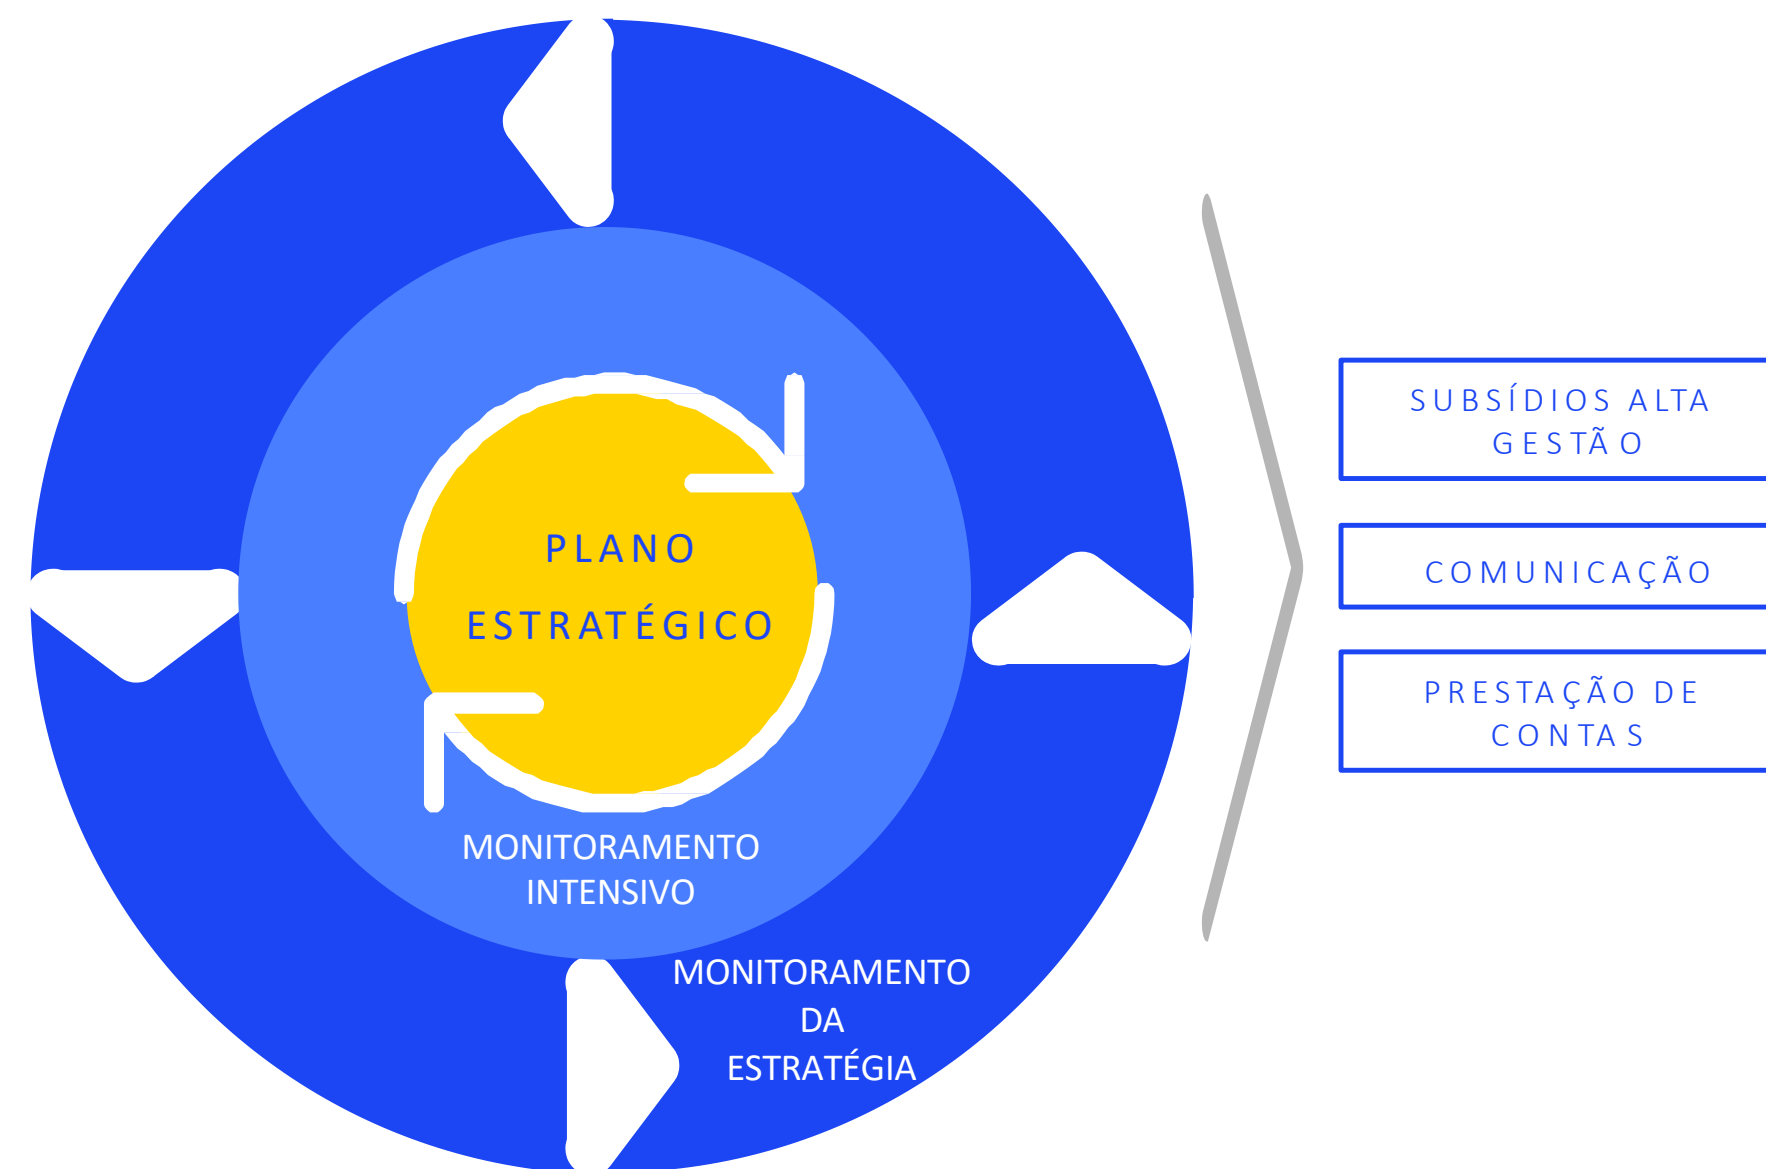 PLANO
ESTRATÉGICO
MONITORAMENTO
INTENSIVO
MONITORAMENTO
DA
ESTRATÉGIA
SUBSÍDIOS ALTA
GESTÃO
COMUNICAÇÃO
PRESTAÇÃO DE
CONTAS